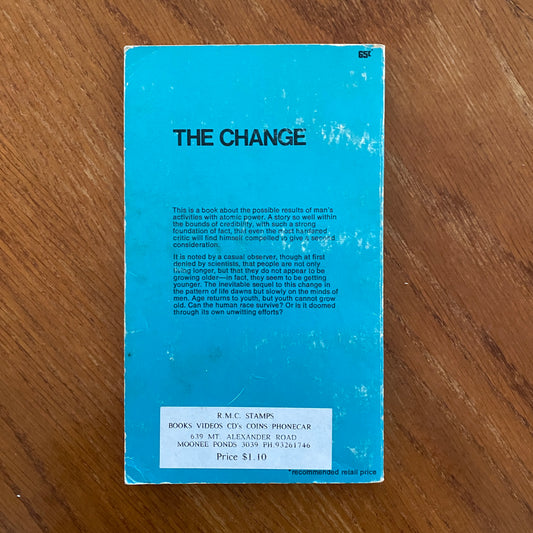 65c
THE CHANGE
This is a book about the possible results of man's
activities with atomic power. A story so well within
the bounds of credibility, with such a strong
foundation of fact, that even the most hardened
critic will find himself compelled to give a second
consideration.
It is noted by a casual observer, though at first
denied by scientists, that people are not only
living longer, but that they do not appear to be
growing older—in fact, they seem to be getting
younger. The inevitable sequel to this change in
the pattern of life dawns but slowly on the minds of
men. Age returns to youth, but youth cannot grow
old. Can the human race survive? Or is it doomed
through its own unwitting efforts?
R.M.C. STAMPS
BOOKS VIDEOS CD's COINS PHONECAR
639 MT. ALEXANDER ROAD
MOONEE PONDS 3039 PH.93261746
Price $1.10
*recommended retail price